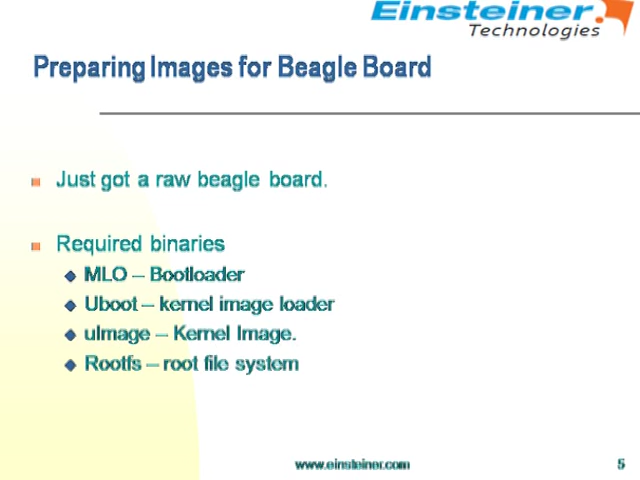 Einsteiner
Technologies
Preparing Images for Beagle Board
Just got a raw beagle board.
Required binaries
MLO – Bootloader
Uboot – kernel image loader
uImage – Kernel Image.
Rootfs – root file system
www.einsteiner.com
5